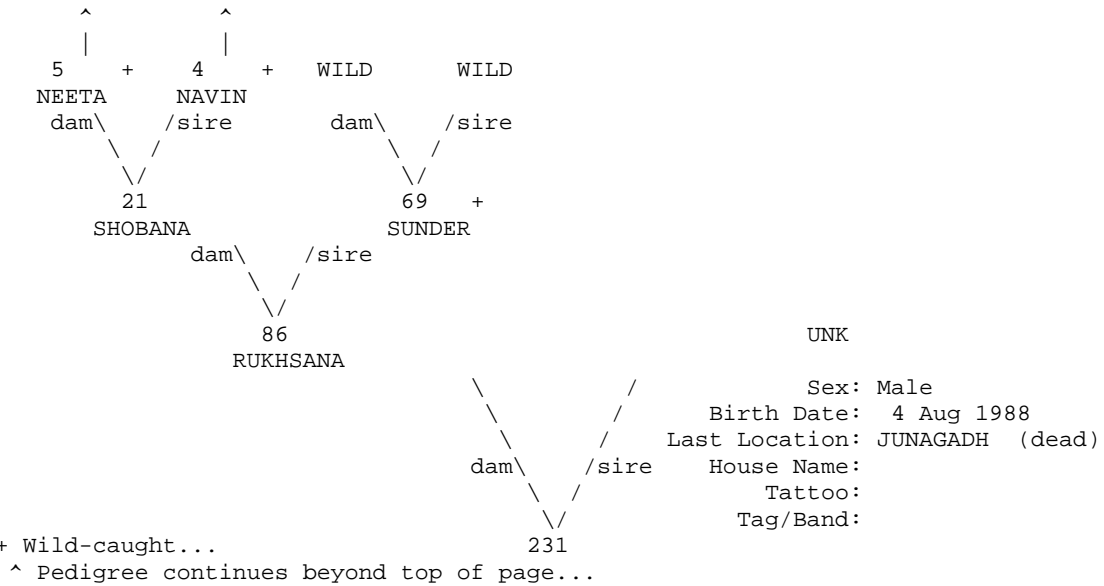 ^ ^
| |
5 + 4 + WILD WILD
NEETA NAVIN
dam\ /sire dam\ /sire
\ / \ /
\/ \/
21 69 +
SHOBANA SUNDER
dam\ /sire
\ /
\/
86 UNK
RUKHSANA
\ / Sex: Male
\ / Birth Date: 4 Aug 1988
\ / Last Location: JUNAGADH (dead)
dam\ /sire House Name:
\ / Tattoo:
\/ Tag/Band:
+ Wild-caught... 231
^ Pedigree continues beyond top of page...